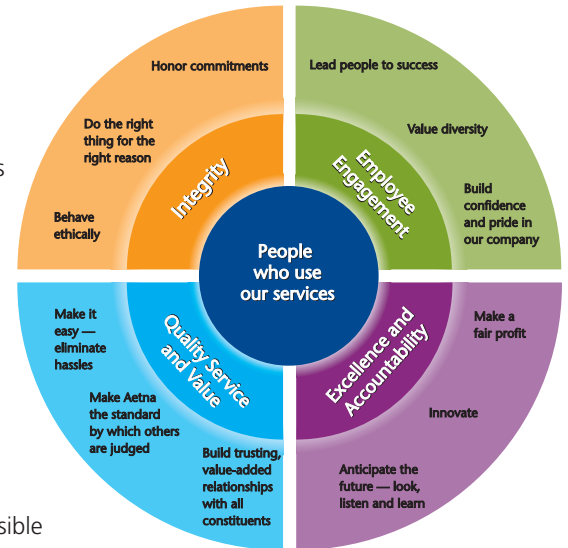 Honor commitments
Do the right
thing for the
right reason
Behave
ethically
Integrity
Lead people to success
Value diversity
Build
confidence
and pride in
our company
Employee
Engagement
People
who use
our services
Make it
easy —
eliminate
hassles
Make Aetna
the standard
by which others
are judged
Build trusting,
value-added
relationships
with all
constituents
Quality Service
and Value
Excellence and
Accountability
Make a
fair profit
Innovate
Anticipate the
future — look,
listen and learn